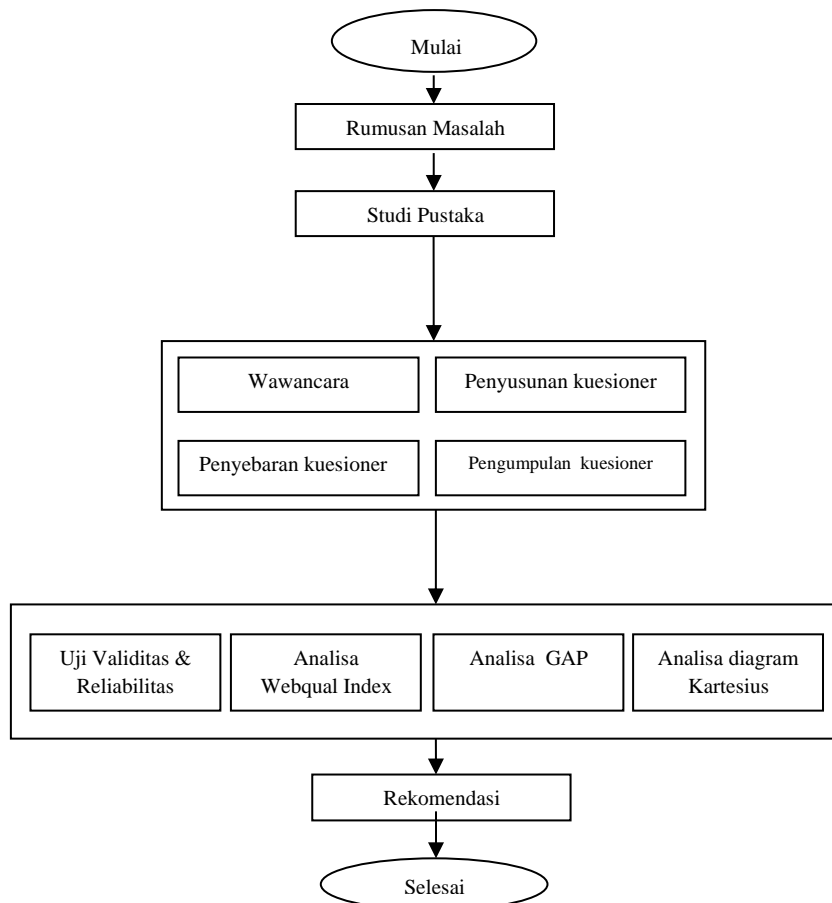 Mulai
Rumusan Masalah
Studi Pustaka
Wawancara
Penyusunan kuesioner
Penyebaran kuesioner
Pengumpulan kuesioner
Uji Validitas &
Reliabilitas
Analisa
Webqual Index
Analisa GAP
Analisa diagram
Kartesius
Rekomendasi
Selesai